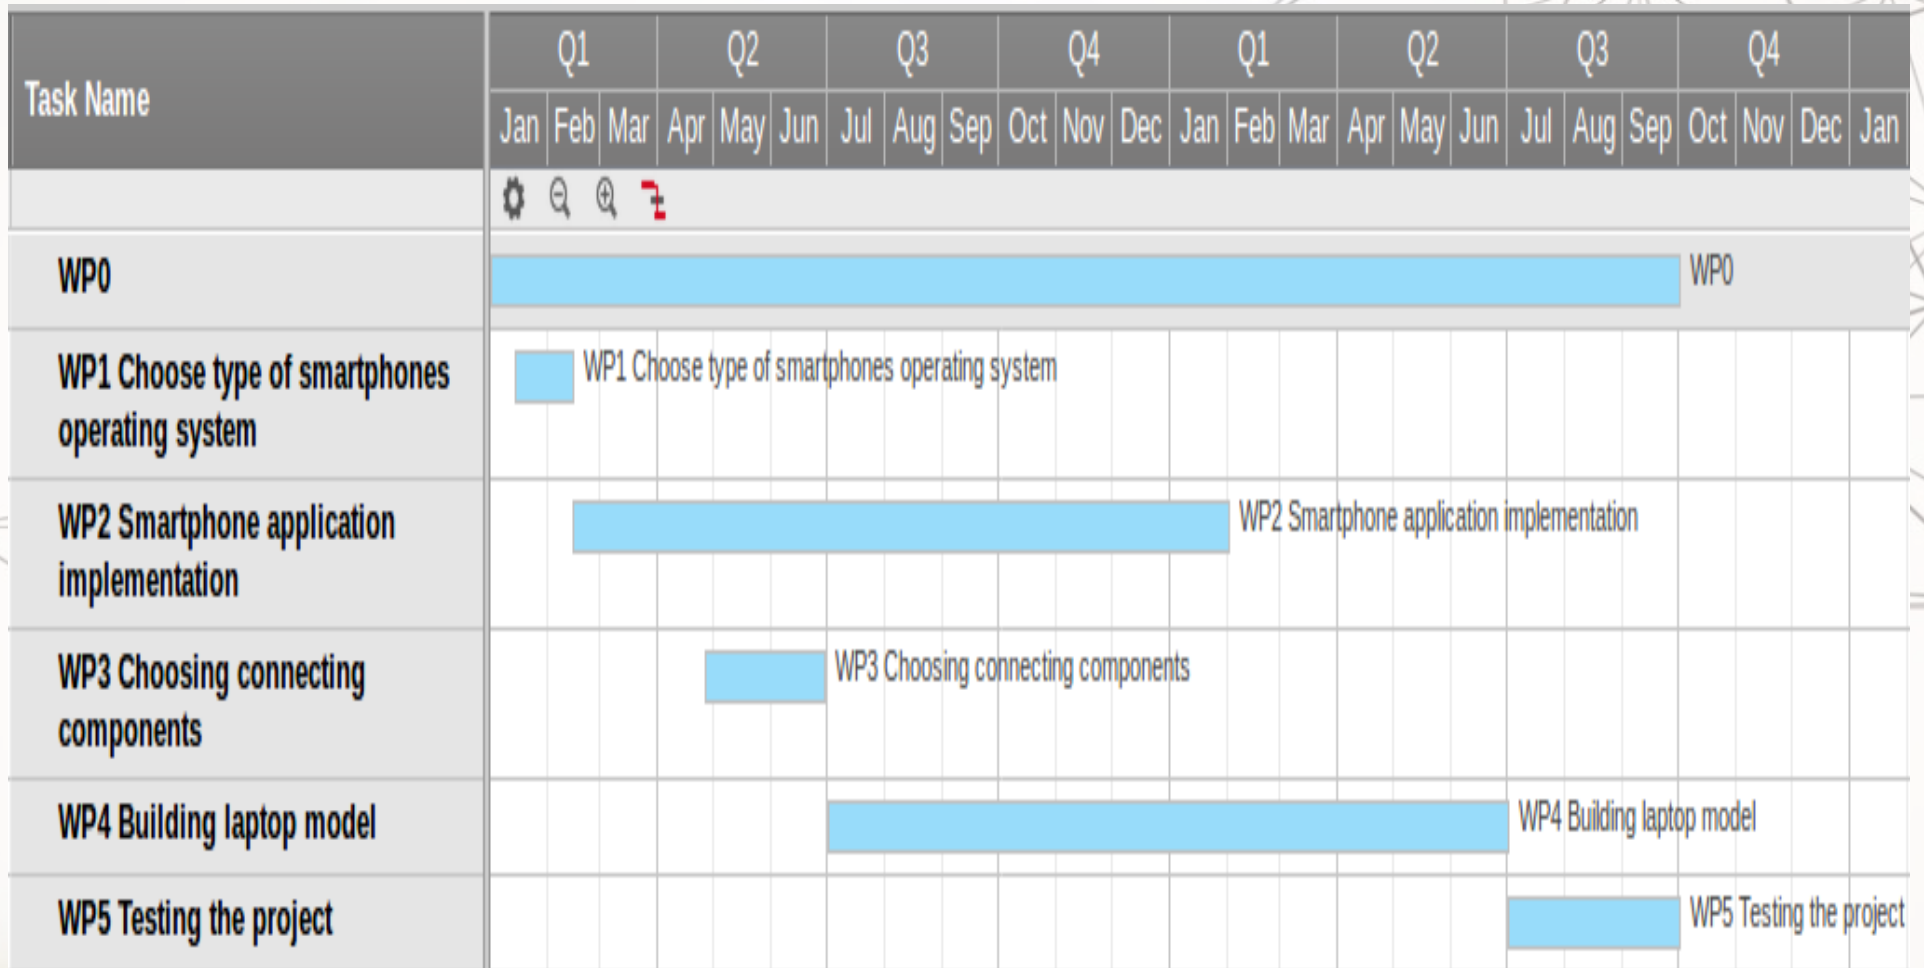 Task Name
Q1 Q2 Q3 Q4 Q1 Q2 Q3 Q4
Jan Feb Mar Apr May Jun Jul Aug Sep Oct Nov Dec Jan Feb Mar Apr May Jun Jul Aug Sep Oct Nov Dec Jan
WP0
WP0
WP1 Choose type of smartphones
operating system
WP1 Choose type of smartphones operating system
WP2 Smartphone application
implementation
WP2 Smartphone application implementation
WP3 Choosing connecting
components
WP3 Choosing connecting components
WP4 Building laptop model
WP4 Building laptop model
WP5 Testing the project
WP5 Testing the project